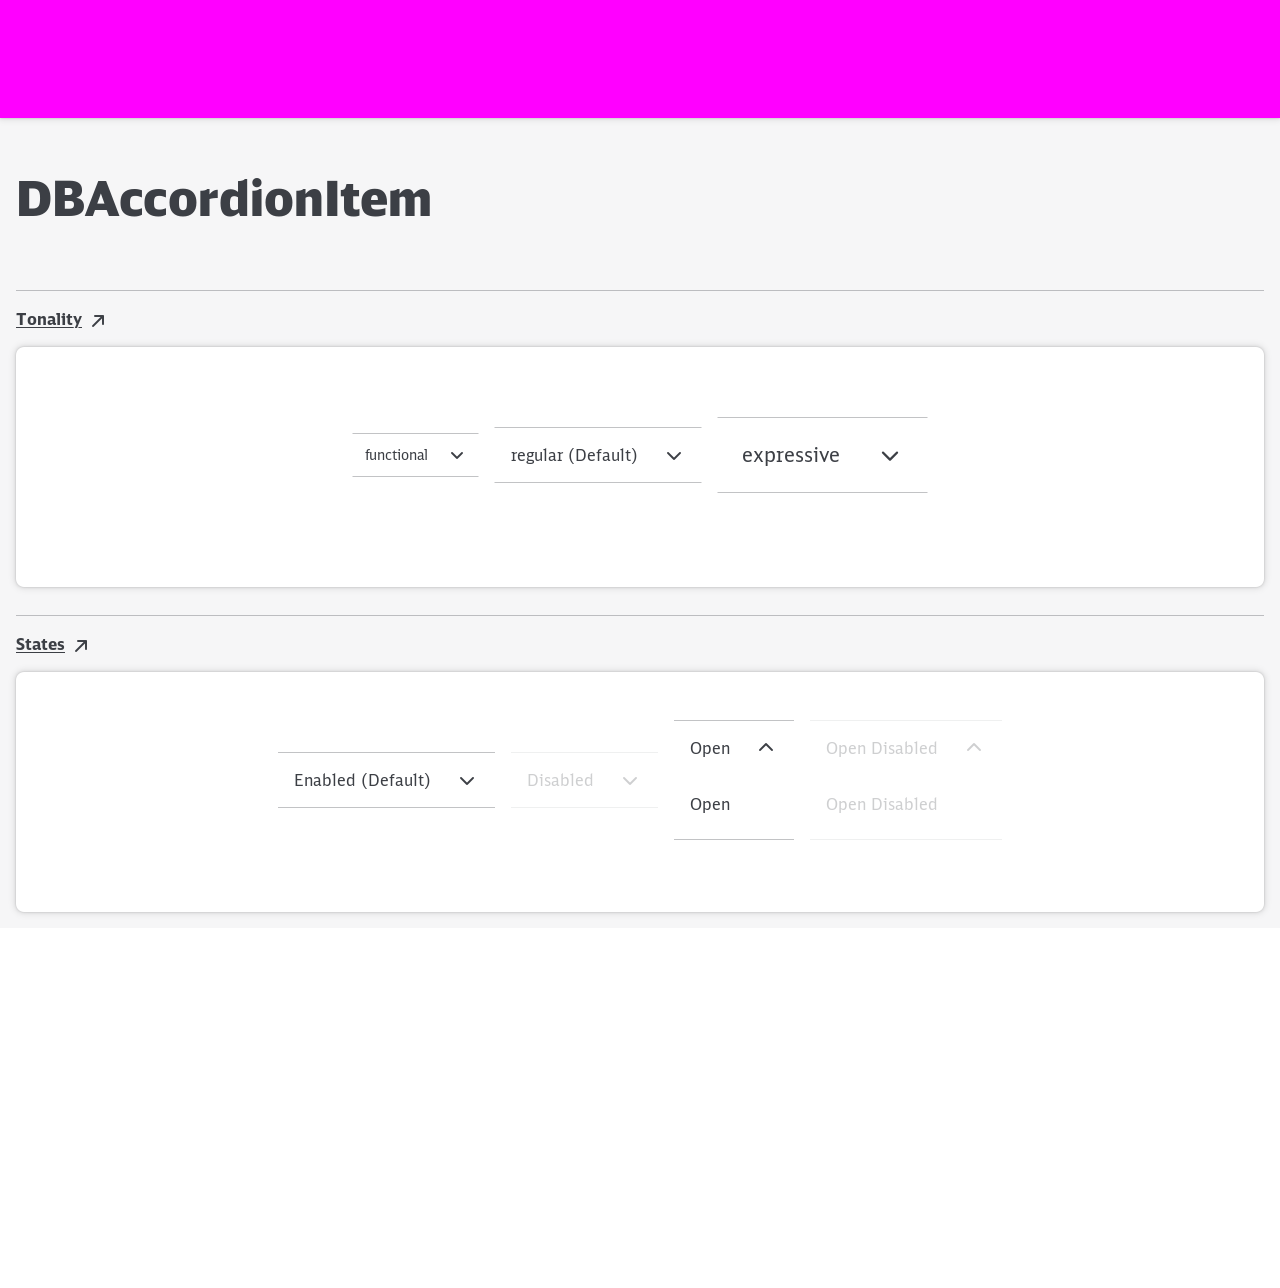 DBAccordionItem
Tonality
functional
regular (Default)
expressive
States
Enabled (Default)
Disabled
Open
Open Disabled
Open
Open Disabled